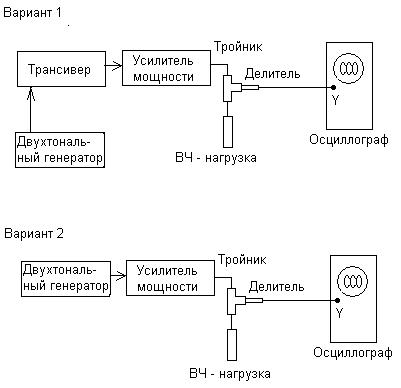 Вариант 1
Трансивер
Усилитель
мощности
Тройник
Делитель
Y
Осциллограф
Двухтональ-
ный генератор
ВЧ - нагрузка
Вариант 2
Двухтональ-
ный генератор
Усилитель
мощности
Тройник
Делитель
Y
Осциллограф
ВЧ - нагрузка